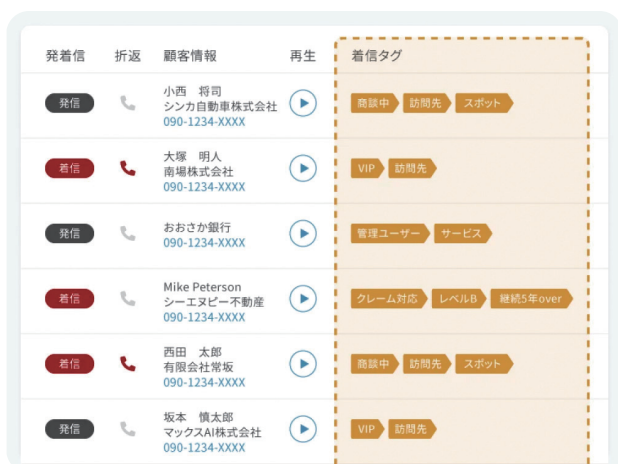 発着信 折返 顧客情報 再生 着信タグ
発信
小西 将司
シンカ自動車株式会社
090-1234-XXXX
商談中 訪問先 スポット
着信
大塚 明人
南場株式会社
090-1234-XXXX
VIP 訪問先
発信
おおさか銀行
090-1234-XXXX
管理ユーザー サービス
着信
Mike Peterson
シーエヌピー不動産
090-1234-XXXX
クレーム対応 レベルB 継続5年over
着信
西田 太郎
有限会社常坂
090-1234-XXXX
商談中 訪問先 スポット
発信
坂本 慎太郎
マックスAI株式会社
090-1234-XXXX
VIP 訪問先